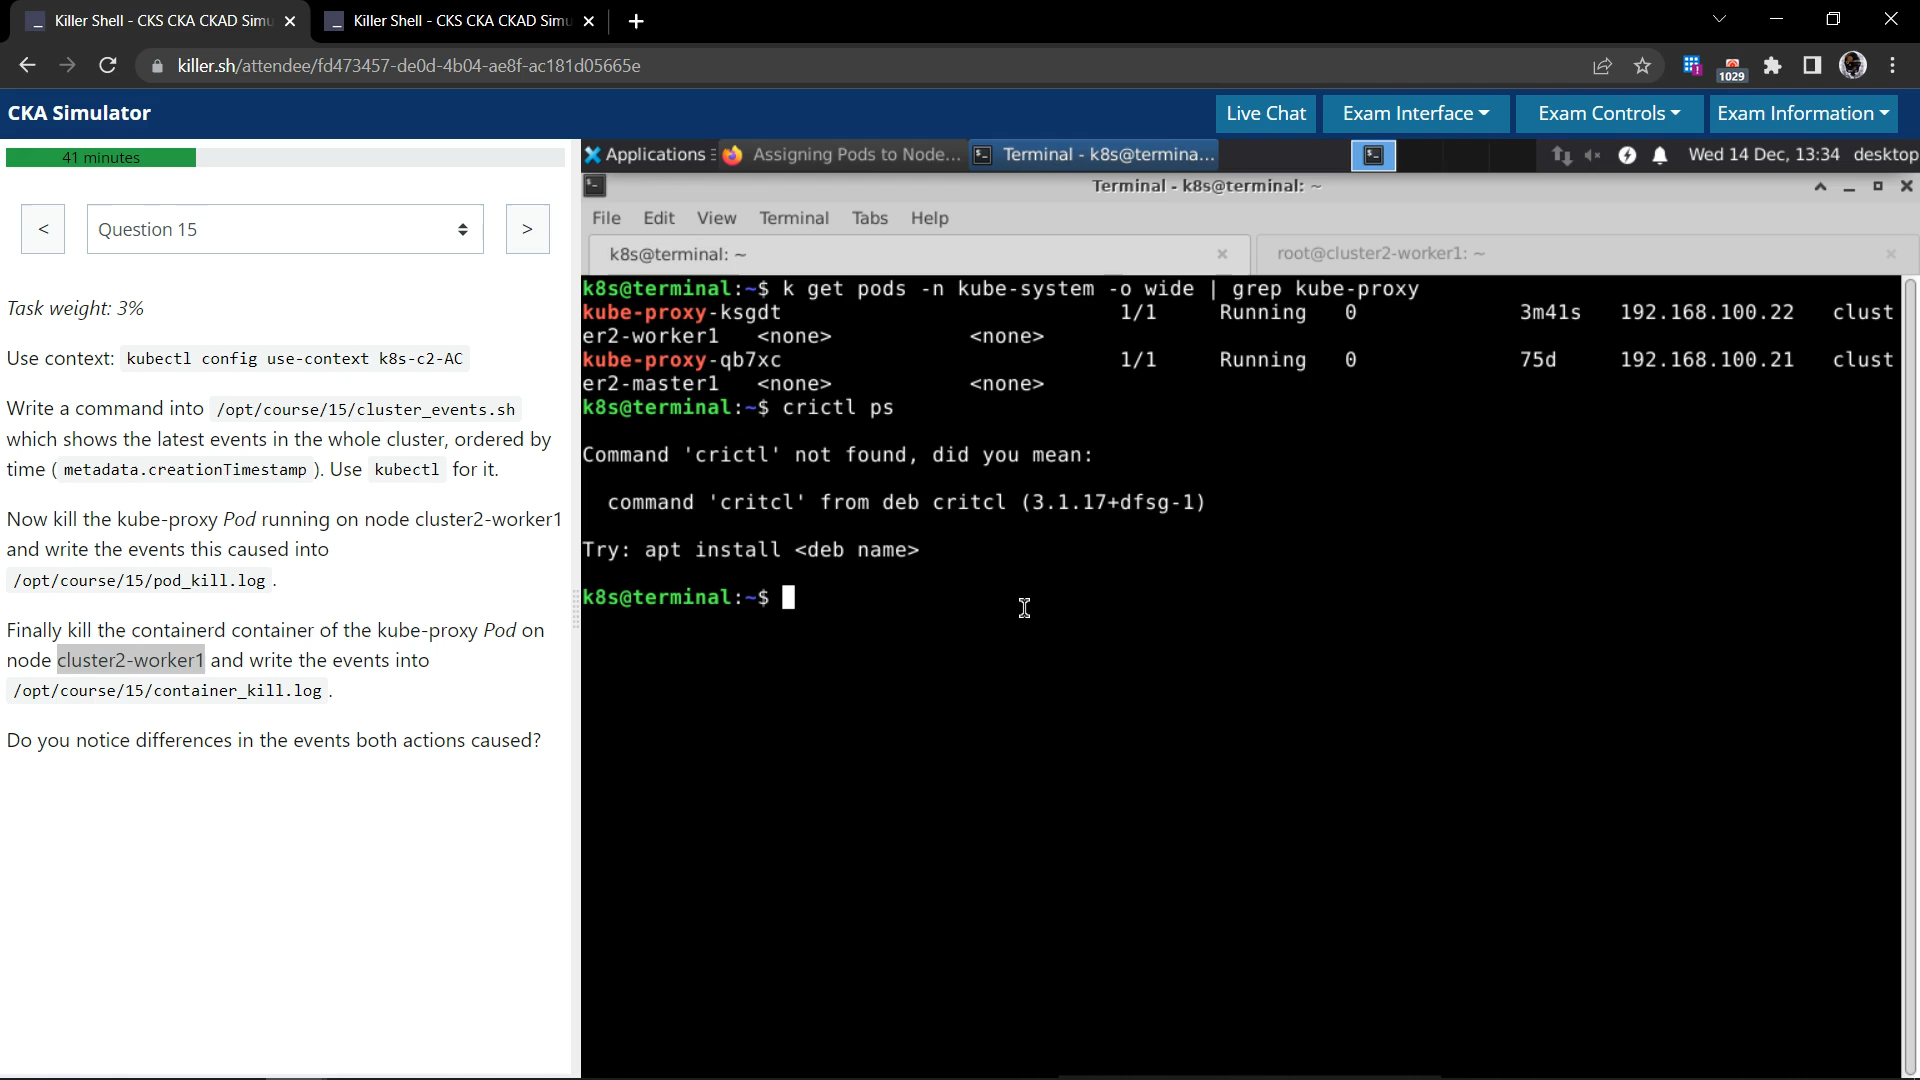 Killer Shell - CKS CKA CKAD Simu
Killer Shell - CKS CKA CKAD Simu
killer.sh/attendee/fd473457-de0d-4b04-ae8f-ac181d05665e
1029
CKA Simulator
Live Chat
Exam Interface
Exam Controls
Exam Information
41 minutes
Applications
Assigning Pods to Node...
Terminal - k8s@termina...
Wed 14 Dec, 13:34
desktop
Terminal - k8s@terminal: ~
<
Question 15
>
File Edit View Terminal Tabs Help
k8s@terminal: ~
root@cluster2-worker1: ~
Task weight: 3%
Use context: kubectl config use-context k8s-c2-AC
Write a command into /opt/course/15/cluster_events.sh
which shows the latest events in the whole cluster, ordered by
time ( metadata.creationTimestamp ). Use kubectl for it.
Now kill the kube-proxy Pod running on node cluster2-worker1
and write the events this caused into
/opt/course/15/pod_kill.log .
Finally kill the containerd container of the kube-proxy Pod on
node cluster2-worker1 and write the events into
/opt/course/15/container_kill.log .
Do you notice differences in the events both actions caused?
k8s@terminal:~$ k get pods -n kube-system -o wide | grep kube-proxy
kube-proxy-ksgdt 1/1 Running 0 3m41s 192.168.100.22 clust
er2-worker1 <none> <none>
kube-proxy-qb7xc 1/1 Running 0 75d 192.168.100.21 clust
er2-master1 <none> <none>
k8s@terminal:~$ crictl ps
Command 'crictl' not found, did you mean:
command 'critcl' from deb critcl (3.1.17+dfsg-1)
Try: apt install <deb name>
k8s@terminal:~$